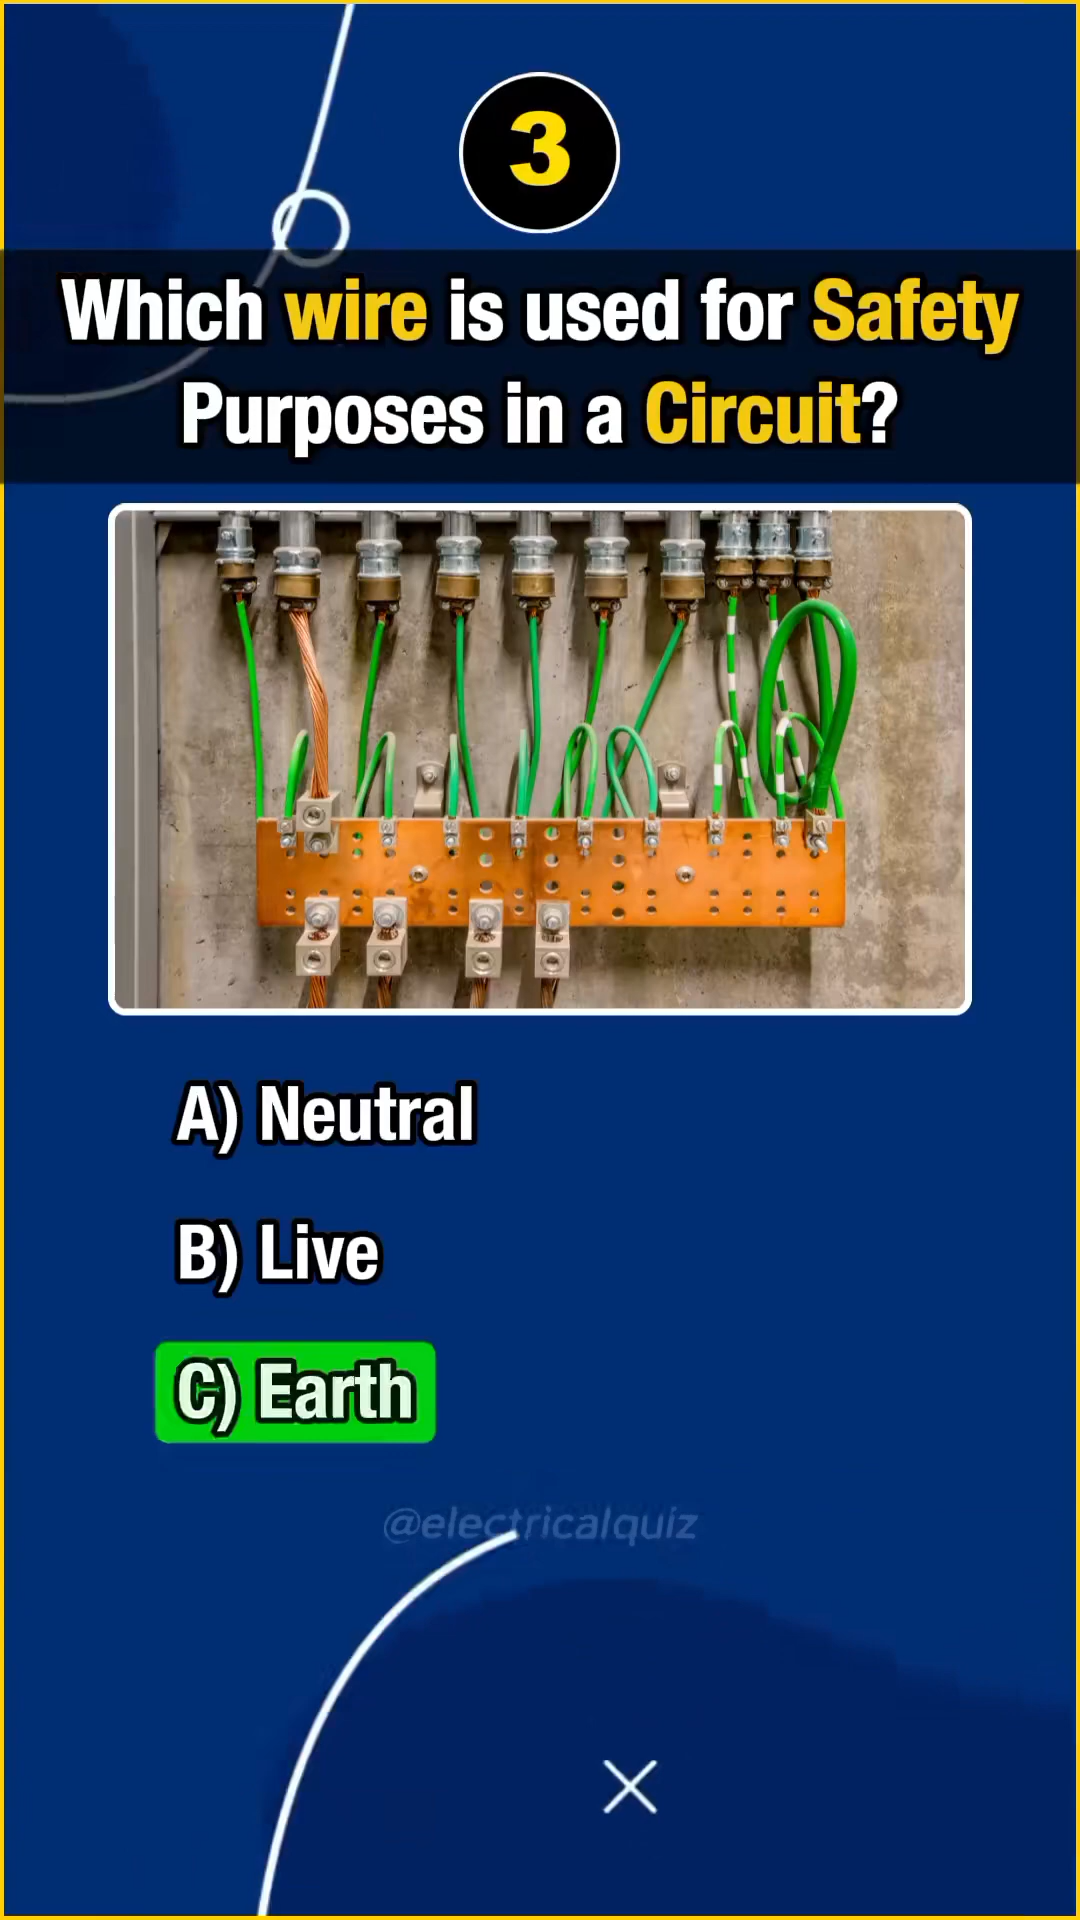 3
Which wire is used for Safety
Purposes in a Circuit?
A) Neutral
B) Live
C) Earth
@electricalquiz